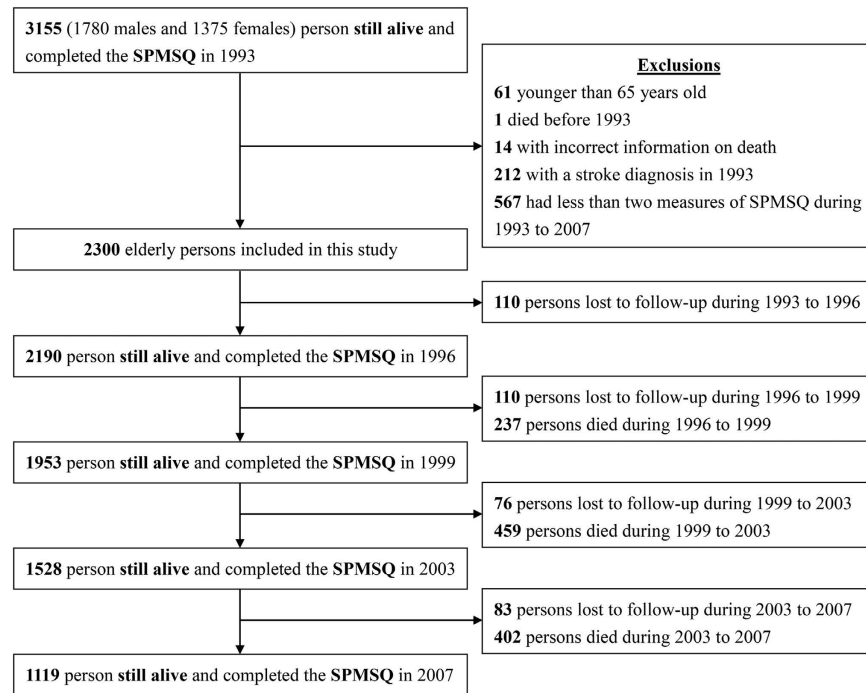 3155 (1780 males and 1375 females) person still alive and
completed the SPMSQ in 1993
Exclusions
61 younger than 65 years old
1 died before 1993
14 with incorrect information on death
212 with a stroke diagnosis in 1993
567 had less than two measures of SPMSQ during
1993 to 2007
2300 elderly persons included in this study
110 persons lost to follow-up during 1993 to 1996
2190 person still alive and completed the SPMSQ in 1996
110 persons lost to follow-up during 1996 to 1999
237 persons died during 1996 to 1999
1953 person still alive and completed the SPMSQ in 1999
76 persons lost to follow-up during 1999 to 2003
459 persons died during 1999 to 2003
1528 person still alive and completed the SPMSQ in 2003
83 persons lost to follow-up during 2003 to 2007
402 persons died during 2003 to 2007
1119 person still alive and completed the SPMSQ in 2007